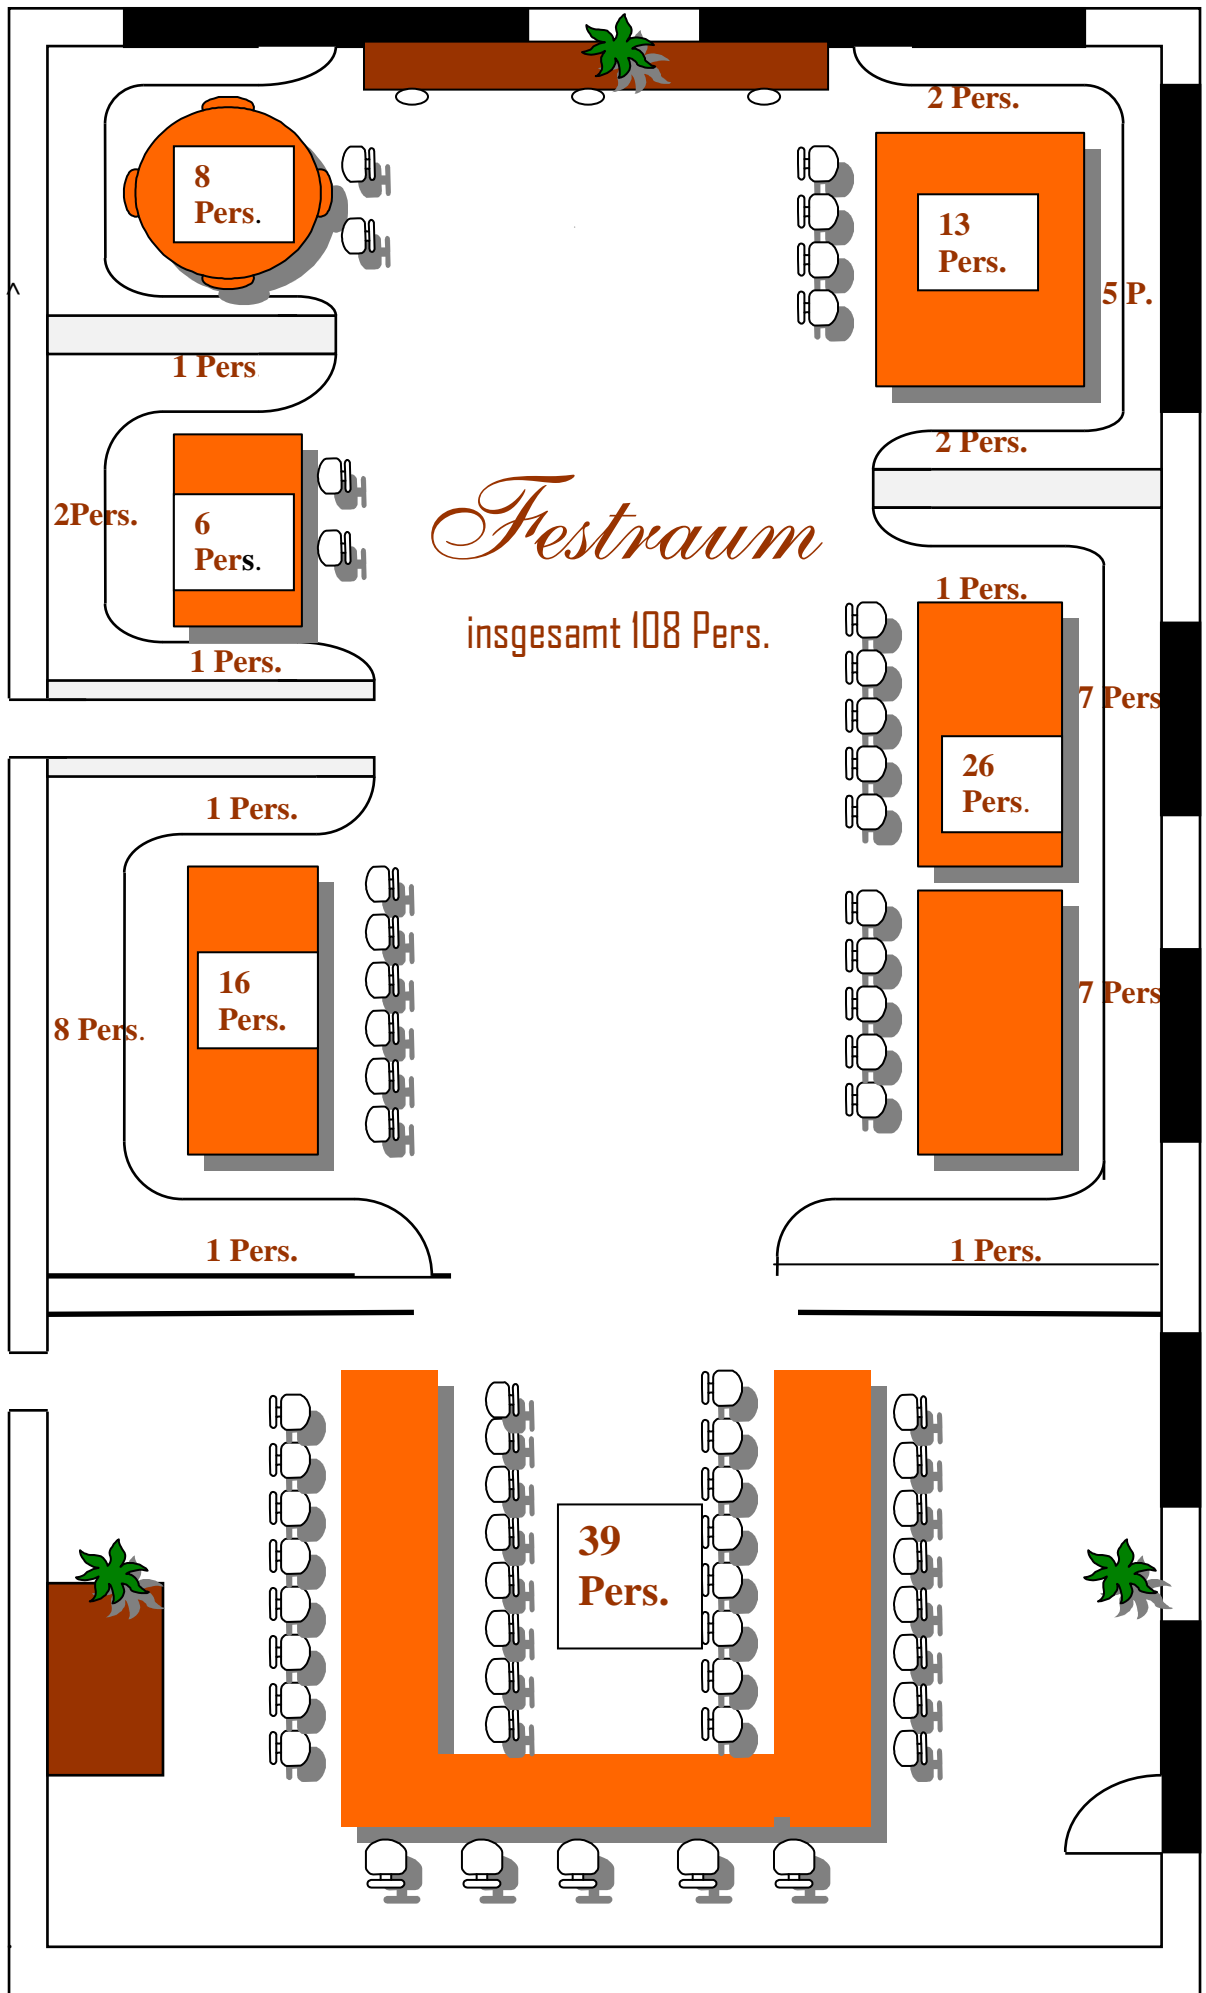 2 Pers.
8
Pers.
13
Pers.
5 P.
1 Pers.
2 Pers.
2Pers.
6
Pers.
Festraum
insgesamt 108 Pers.
1 Pers.
1 Pers.
7 Pers
26
Pers.
1 Pers.
16
Pers.
8 Pers.
7 Pers
1 Pers.
1 Pers.
39
Pers.